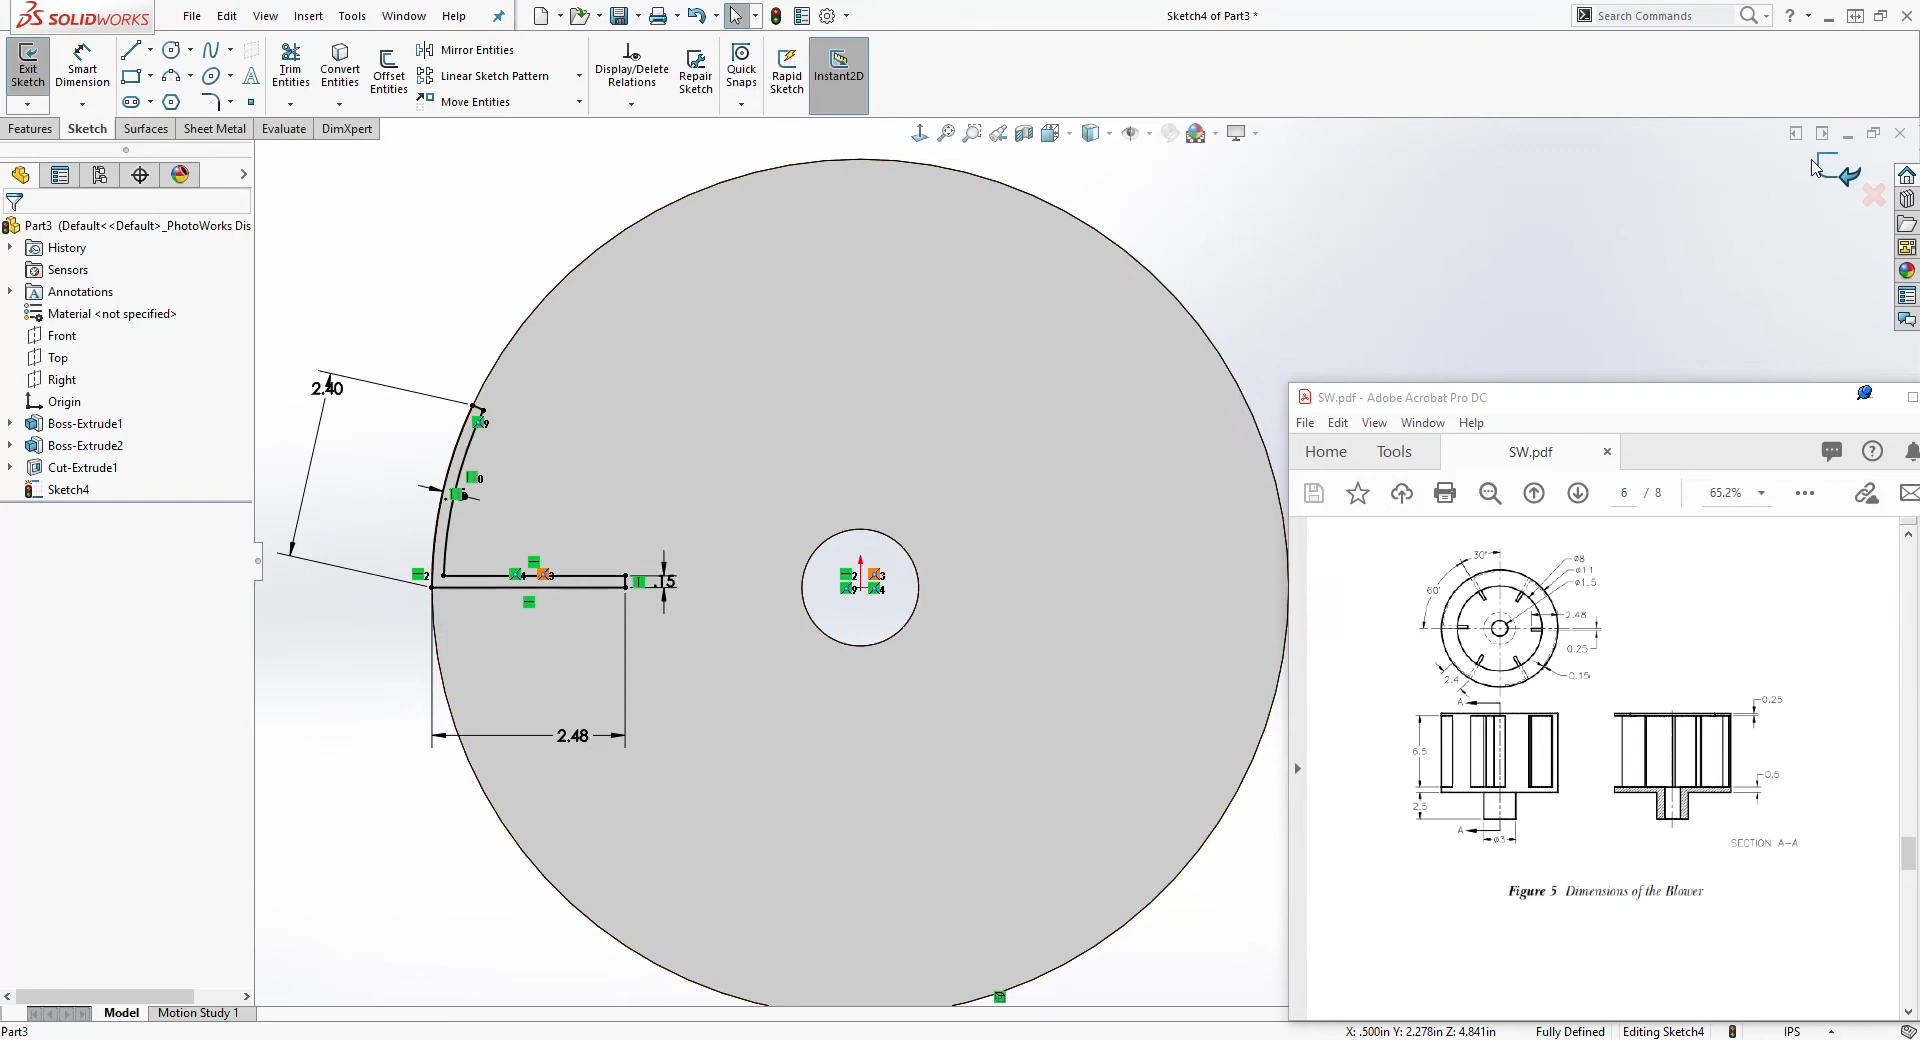 SOLIDWORKS
File Edit View Insert Tools Window Help
Sketch4 of Part3 *
Search Commands
Exit Sketch
Smart Dimension
Trim Entities
Convert Entities
Offset Entities
Mirror Entities
Linear Sketch Pattern
Move Entities
Display/Delete Relations
Repair Sketch
Quick Snaps
Rapid Sketch
Instant2D
Features Sketch Surfaces Sheet Metal Evaluate DimXpert
Part3 (Default<<Default>_PhotoWorks Dis
History
Sensors
Annotations
Material <not specified>
Front
Top
Right
Origin
Boss-Extrude1
Boss-Extrude2
Cut-Extrude1
Sketch4
2.40
.15
2.48
SW.pdf - Adobe Acrobat Pro DC
File Edit View Window Help
Home Tools SW.pdf
6 / 8 65.2%
30°
ø8
ø11
ø1.5
60°
2.48
0.25
0.15
2.4
A
0.25
6.5
0.5
2.5
A
ø3
SECTION A-A
Figure 5 Dimensions of the Blower
Model Motion Study 1
Part3
X: .500in Y: 2.278in Z: 4.841in Fully Defined Editing Sketch4 IPS